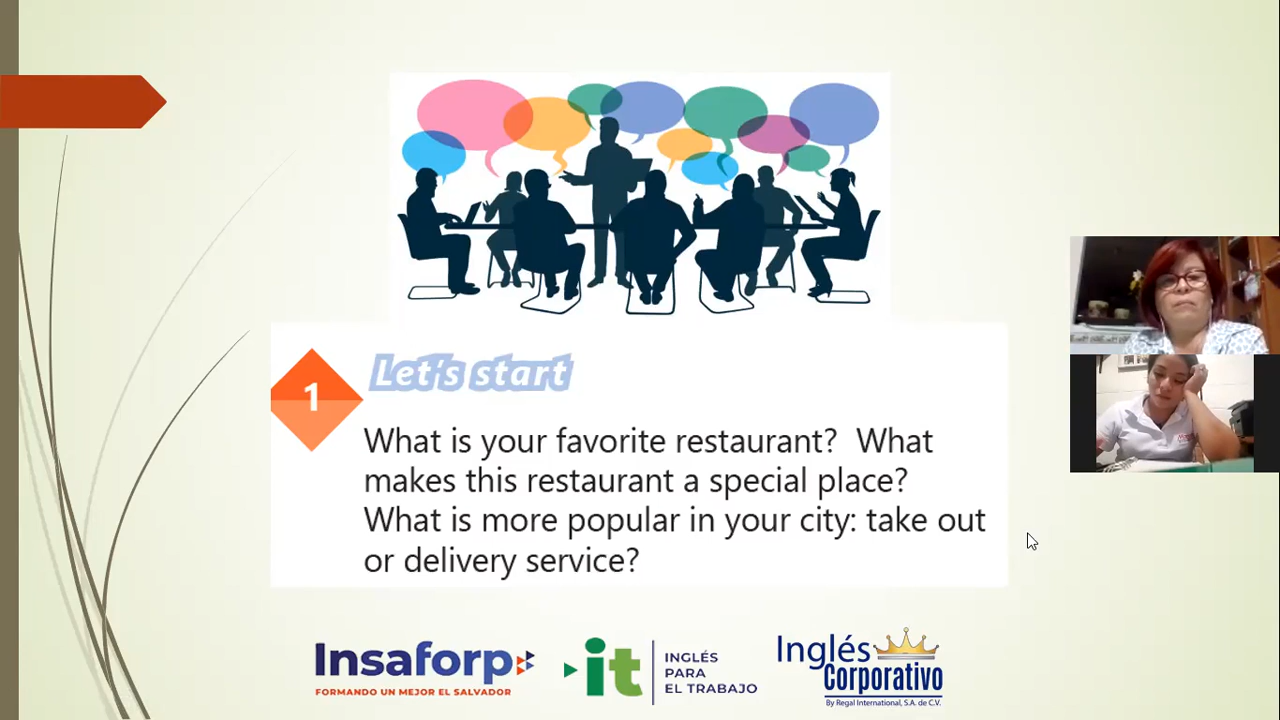 1
Let's start
What is your favorite restaurant? What
makes this restaurant a special place?
What is more popular in your city: take out
or delivery service?
Insaforp
FORMANDO UN MEJOR EL SALVADOR
it
INGLÉS
PARA
EL TRABAJO
Inglés
Corporativo
By Regal International, S.A. de C.V.